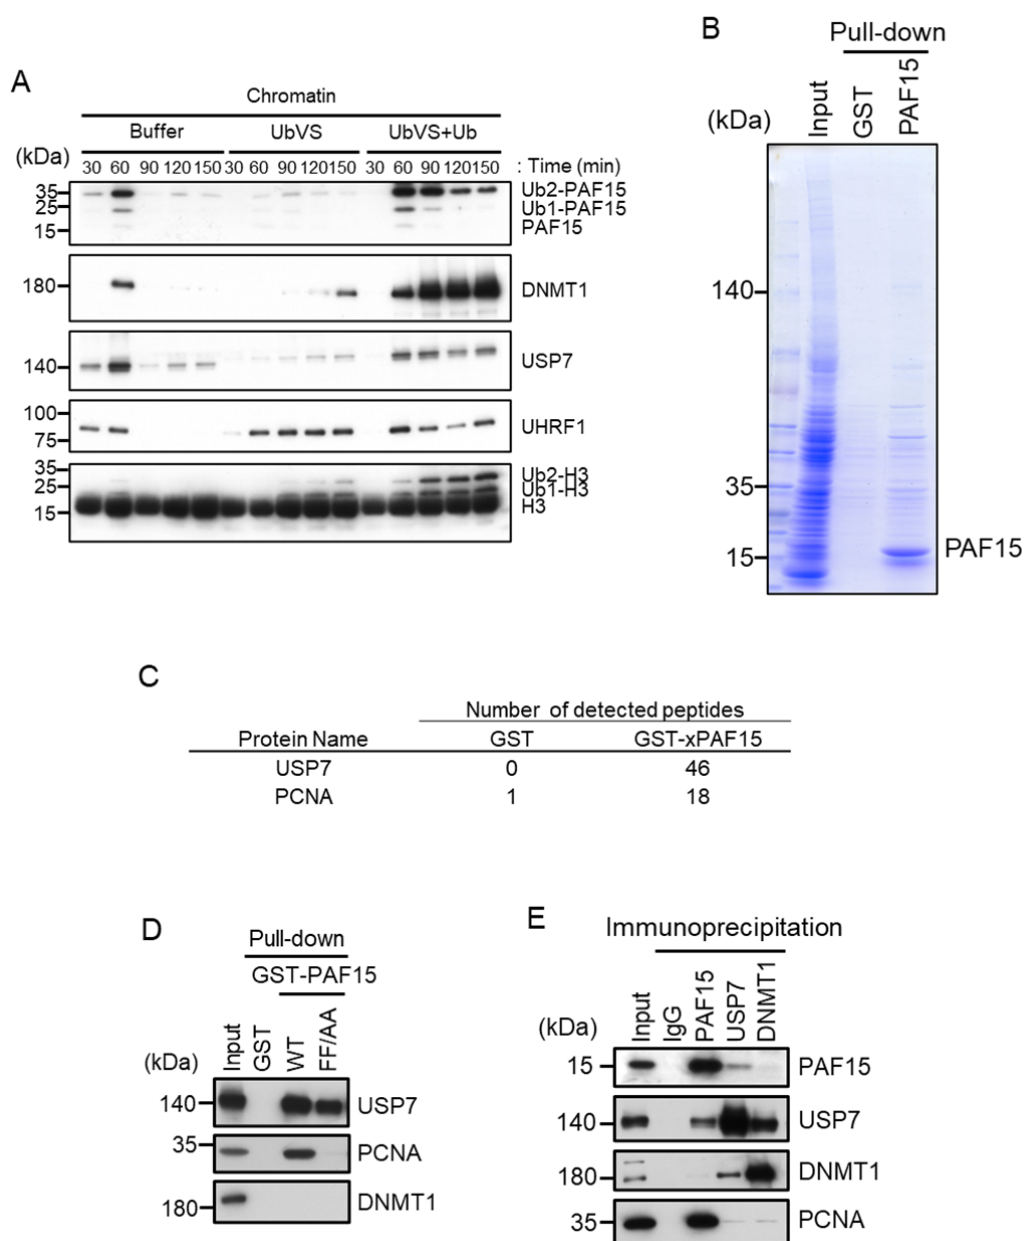 A
Chromatin
Buffer UbVS UbVS+Ub
(kDa)
30 60 90 120 150 30 60 90 120 150 30 60 90 120 150 : Time (min)
35 Ub2-PAF15
25 Ub1-PAF15
15 PAF15
180 DNMT1
140 USP7
100
75 UHRF1
35 Ub2-H3
25 Ub1-H3
15 H3
B
Pull-down
(kDa) Input GST PAF15
140
35
15 PAF15
C
Number of detected peptides
Protein Name GST GST-xPAF15
USP7 0 46
PCNA 1 18
D
Pull-down
GST-PAF15
(kDa) Input GST WT FF/AA
140 USP7
35 PCNA
180 DNMT1
E
Immunoprecipitation
(kDa) Input IgG PAF15 USP7 DNMT1
15 PAF15
140 USP7
180 DNMT1
35 PCNA